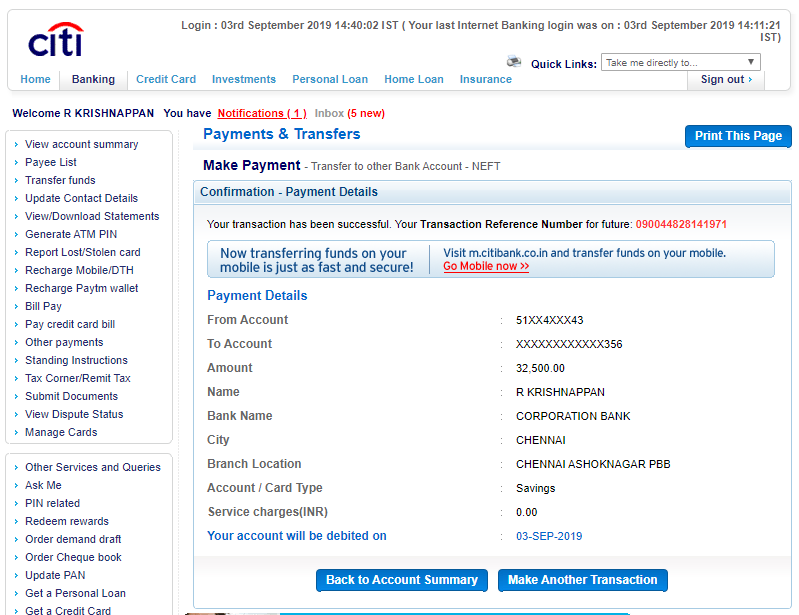 citi
Login : 03rd September 2019 14:40:02 IST ( Your last Internet Banking login was on : 03rd September 2019 14:11:21
IST)
Quick Links: Take me directly to...
Home Banking Credit Card Investments Personal Loan Home Loan Insurance Sign out ›
Welcome R KRISHNAPPAN You have Notifications ( 1 ) Inbox (5 new)
View account summary
Payee List
Transfer funds
Update Contact Details
View/Download Statements
Generate ATM PIN
Report Lost/Stolen card
Recharge Mobile/DTH
Recharge Paytm wallet
Bill Pay
Pay credit card bill
Other payments
Standing Instructions
Tax Corner/Remit Tax
Submit Documents
View Dispute Status
Manage Cards
Other Services and Queries
Ask Me
PIN related
Redeem rewards
Order demand draft
Order Cheque book
Update PAN
Get a Personal Loan
Get a Credit Card
Payments & Transfers
Print This Page
Make Payment - Transfer to other Bank Account - NEFT
Confirmation - Payment Details
Your transaction has been successful. Your Transaction Reference Number for future: 090044828141971
Now transferring funds on your
mobile is just as fast and secure!
Visit m.citibank.co.in and transfer funds on your mobile.
Go Mobile now >>
Payment Details
From Account : 51XX4XXX43
To Account : XXXXXXXXXXXX356
Amount : 32,500.00
Name : R KRISHNAPPAN
Bank Name : CORPORATION BANK
City : CHENNAI
Branch Location : CHENNAI ASHOKNAGAR PBB
Account / Card Type : Savings
Service charges(INR) : 0.00
Your account will be debited on : 03-SEP-2019
Back to Account Summary
Make Another Transaction